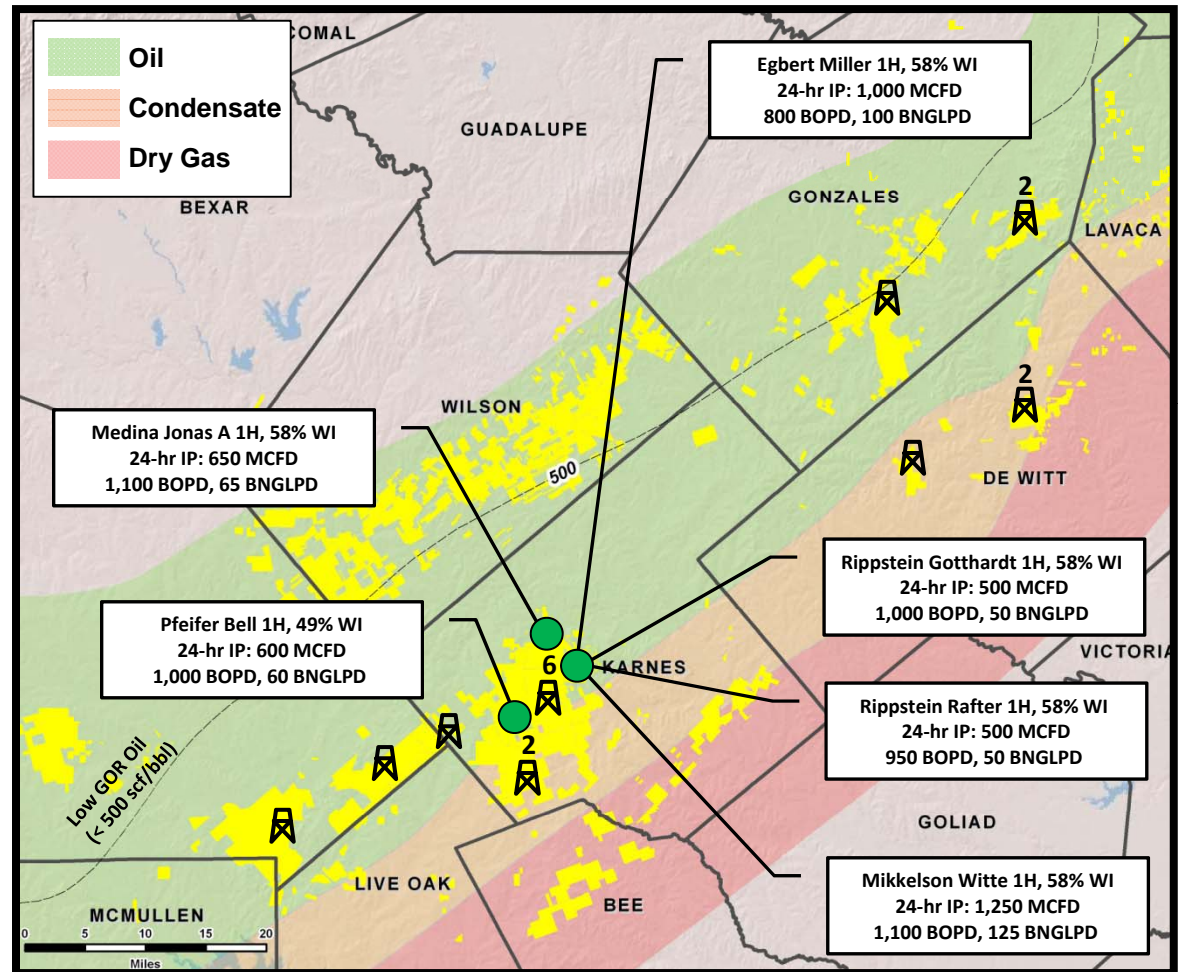 Oil
Condensate
Dry Gas
COMAL
GUADALUPE
BEXAR
Egbert Miller 1H, 58% WI
24-hr IP: 1,000 MCFD
800 BOPD, 100 BNGLPD
GONZALES
2
LAVACA
WILSON
Medina Jonas A 1H, 58% WI
24-hr IP: 650 MCFD
1,100 BOPD, 65 BNGLPD
500
2
DE WITT
Rippstein Gotthardt 1H, 58% WI
24-hr IP: 500 MCFD
1,000 BOPD, 50 BNGLPD
Pfeifer Bell 1H, 49% WI
24-hr IP: 600 MCFD
1,000 BOPD, 60 BNGLPD
6
KARNES
VICTORIA
Rippstein Rafter 1H, 58% WI
24-hr IP: 500 MCFD
950 BOPD, 50 BNGLPD
2
Low GOR Oil
(< 500 scf/bbl)
GOLIAD
LIVE OAK
BEE
Mikkelson Witte 1H, 58% WI
24-hr IP: 1,250 MCFD
1,100 BOPD, 125 BNGLPD
MCMULLEN
0 5 10 15 20
Miles